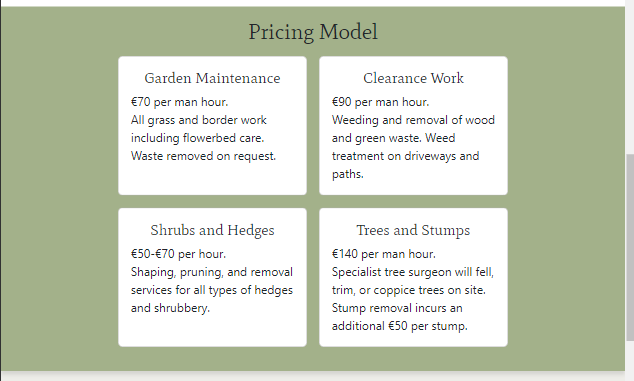 Pricing Model
Garden Maintenance
€70 per man hour.
All grass and border work
including flowerbed care.
Waste removed on request.
Clearance Work
€90 per man hour.
Weeding and removal of wood
and green waste. Weed
treatment on driveways and
paths.
Shrubs and Hedges
€50-€70 per hour.
Shaping, pruning, and removal
services for all types of hedges
and shrubbery.
Trees and Stumps
€140 per man hour.
Specialist tree surgeon will fell,
trim, or coppice trees on site.
Stump removal incurs an
additional €50 per stump.